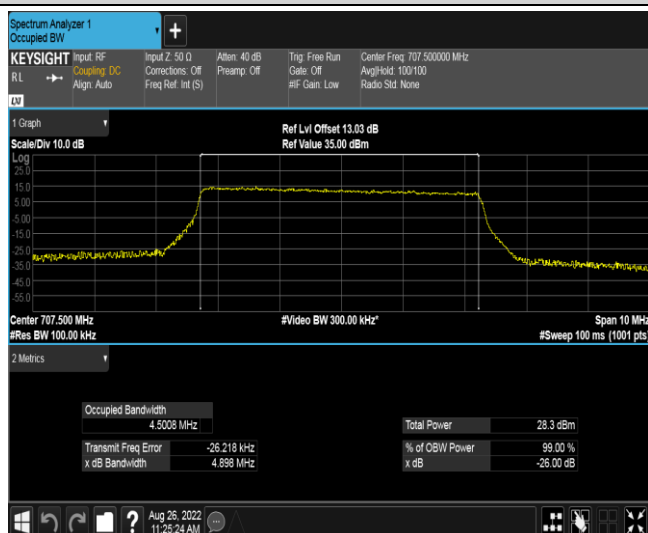 Spectrum Analyzer 1
Occupied BW
+
KEYSIGHT Input: RF Input Z: 50 Ω Atten: 40 dB Trig: Free Run Center Freq: 707.500000 MHz
RL Coupling: DC Corrections: Off Preamp: Off Gate: Off Avg|Hold: 100/100
Align: Auto Freq Ref: Int (S) #IF Gain: Low Radio Std: None
LXI
1 Graph
Ref Lvl Offset 13.03 dB
Scale/Div 10.0 dB Ref Value 35.00 dBm
Log
25.0
15.0
5.00
-5.00
-15.0
-25.0
-35.0
-45.0
-55.0
Center 707.500 MHz #Video BW 300.00 kHz* Span 10 MHz
#Res BW 100.00 kHz #Sweep 100 ms (1001 pts)
2 Metrics
Occupied Bandwidth
4.5008 MHz Total Power 28.3 dBm
Transmit Freq Error -26.218 kHz % of OBW Power 99.00 %
x dB Bandwidth 4.898 MHz x dB -26.00 dB
? Aug 26, 2022
11:25:24 AM